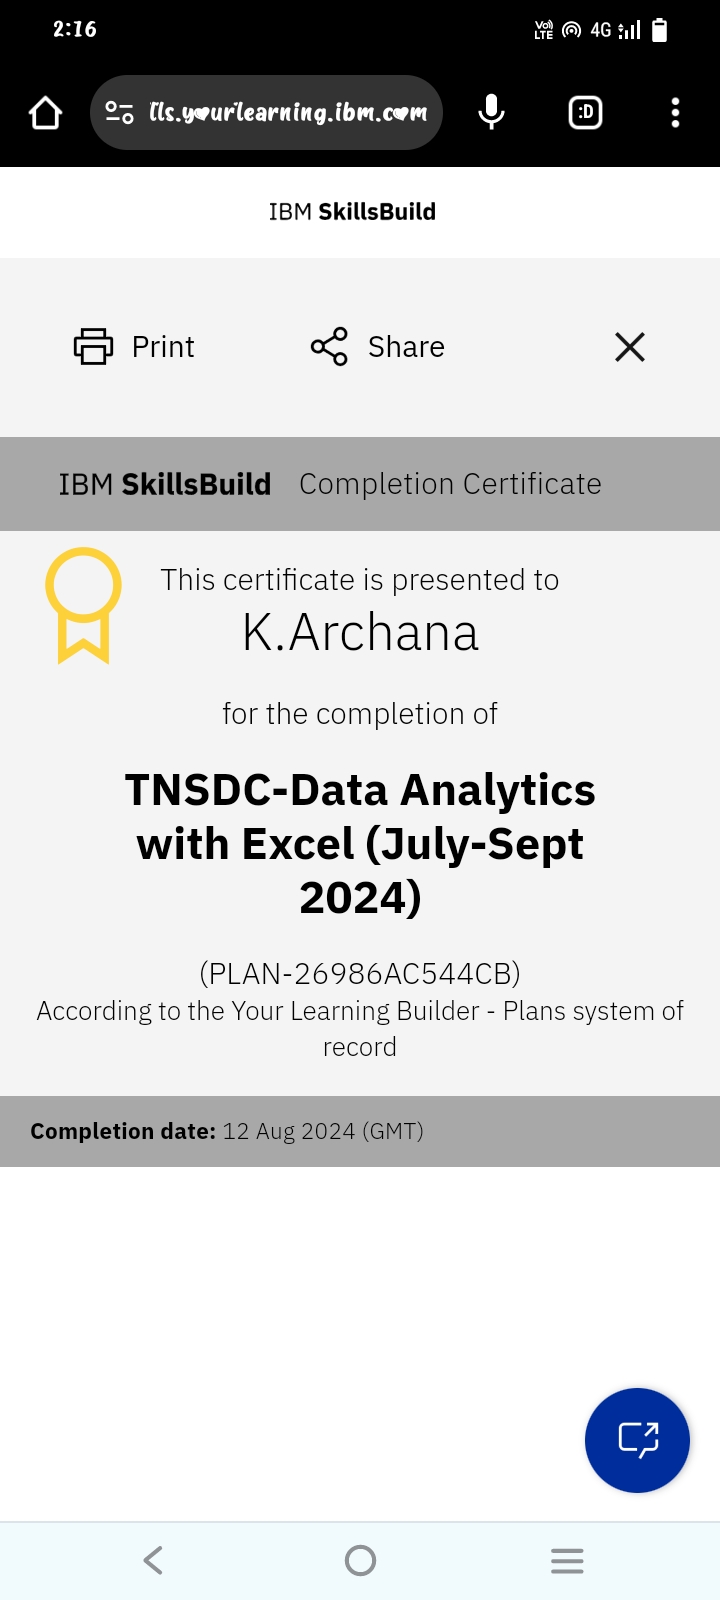 2:16
Vo) LTE 4G
lls.yourlearning.ibm.com
:D
IBM SkillsBuild
Print Share
IBM SkillsBuild Completion Certificate
This certificate is presented to
K.Archana
for the completion of
TNSDC-Data Analytics
with Excel (July-Sept
2024)
(PLAN-26986AC544CB)
According to the Your Learning Builder - Plans system of
record
Completion date: 12 Aug 2024 (GMT)